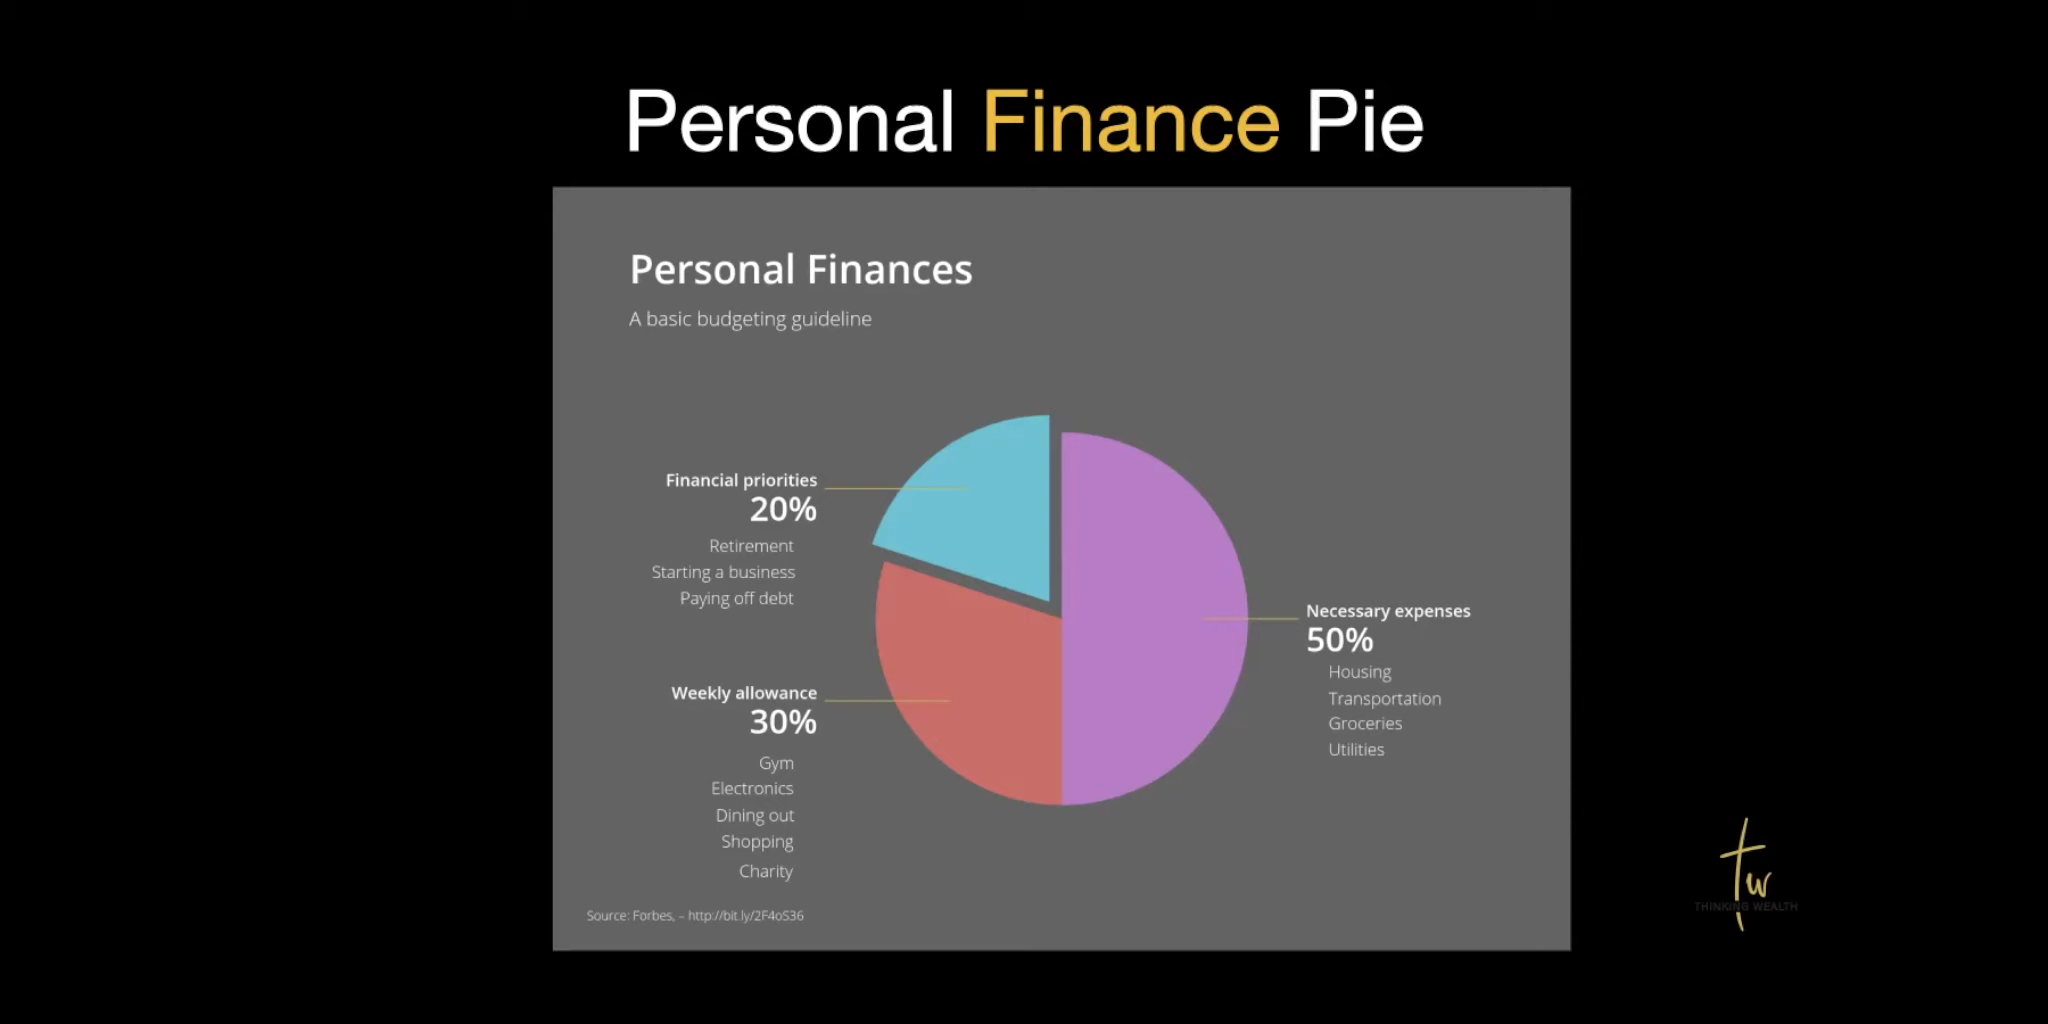 Personal Finance Pie
Personal Finances
A basic budgeting guideline
Financial priorities
20%
Retirement
Starting a business
Paying off debt
Weekly allowance
30%
Gym
Electronics
Dining out
Shopping
Charity
Necessary expenses
50%
Housing
Transportation
Groceries
Utilities
Source: Forbes, – http://bit.ly/2F4oS36
tw
THINKING WEALTH